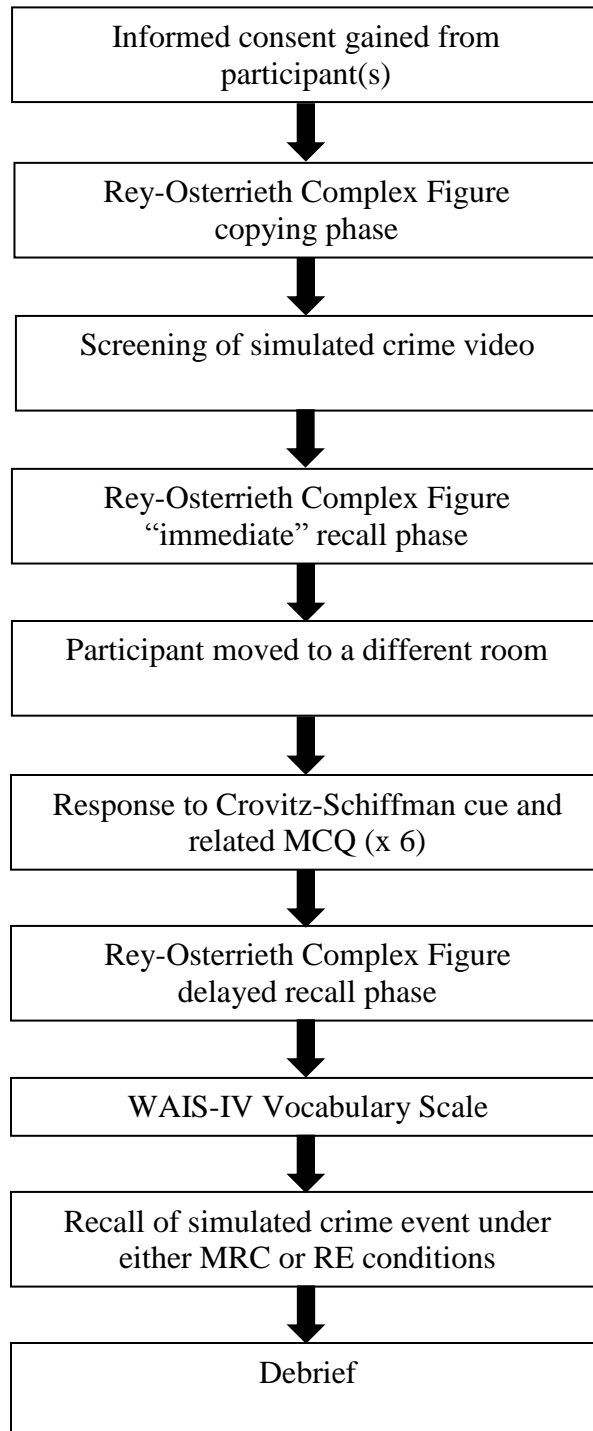 Informed consent gained from
participant(s)
Rey-Osterrieth Complex Figure
copying phase
Screening of simulated crime video
Rey-Osterrieth Complex Figure
“immediate” recall phase
Participant moved to a different room
Response to Crovitz-Schiffman cue and
related MCQ (x 6)
Rey-Osterrieth Complex Figure
delayed recall phase
WAIS-IV Vocabulary Scale
Recall of simulated crime event under
either MRC or RE conditions
Debrief